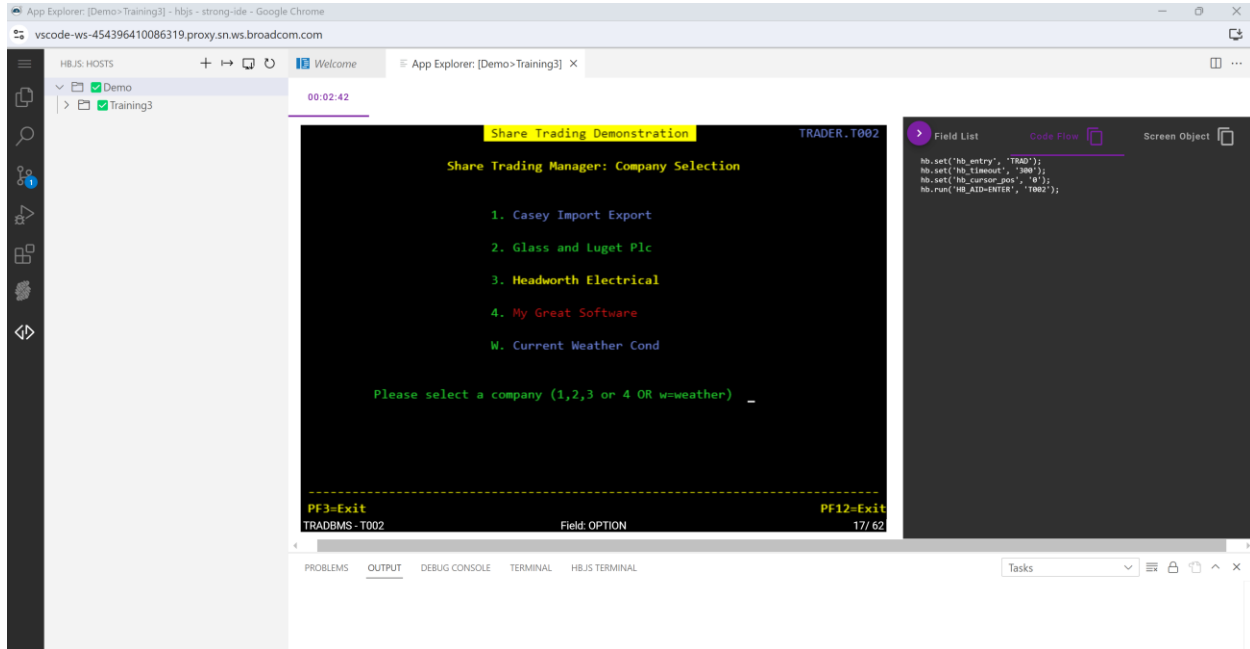 App Explorer: [Demo>Training3] - hbjs - strong-ide - Google Chrome
vscode-ws-454396410086319.proxy.sn.ws.broadcom.com
HBJS: HOSTS
Welcome
App Explorer: [Demo>Training3]
Demo
Training3
1
00:02:42
Share Trading Demonstration TRADER.T002
Share Trading Manager: Company Selection
1. Casey Import Export
2. Glass and Luget Plc
3. Headworth Electrical
4. My Great Software
W. Current Weather Cond
Please select a company (1,2,3 or 4 OR w=weather) _
PF3=Exit PF12=Exit
TRADBMS - T002 Field: OPTION 17/ 62
Field List Code Flow Screen Object
hb.set('hb_entry', 'TRAD');
hb.set('hb_timeout', '300');
hb.set('hb_cursor_pos', '0');
hb.run('HB_AID=ENTER', 'T002');
PROBLEMS OUTPUT DEBUG CONSOLE TERMINAL HBJS TERMINAL Tasks